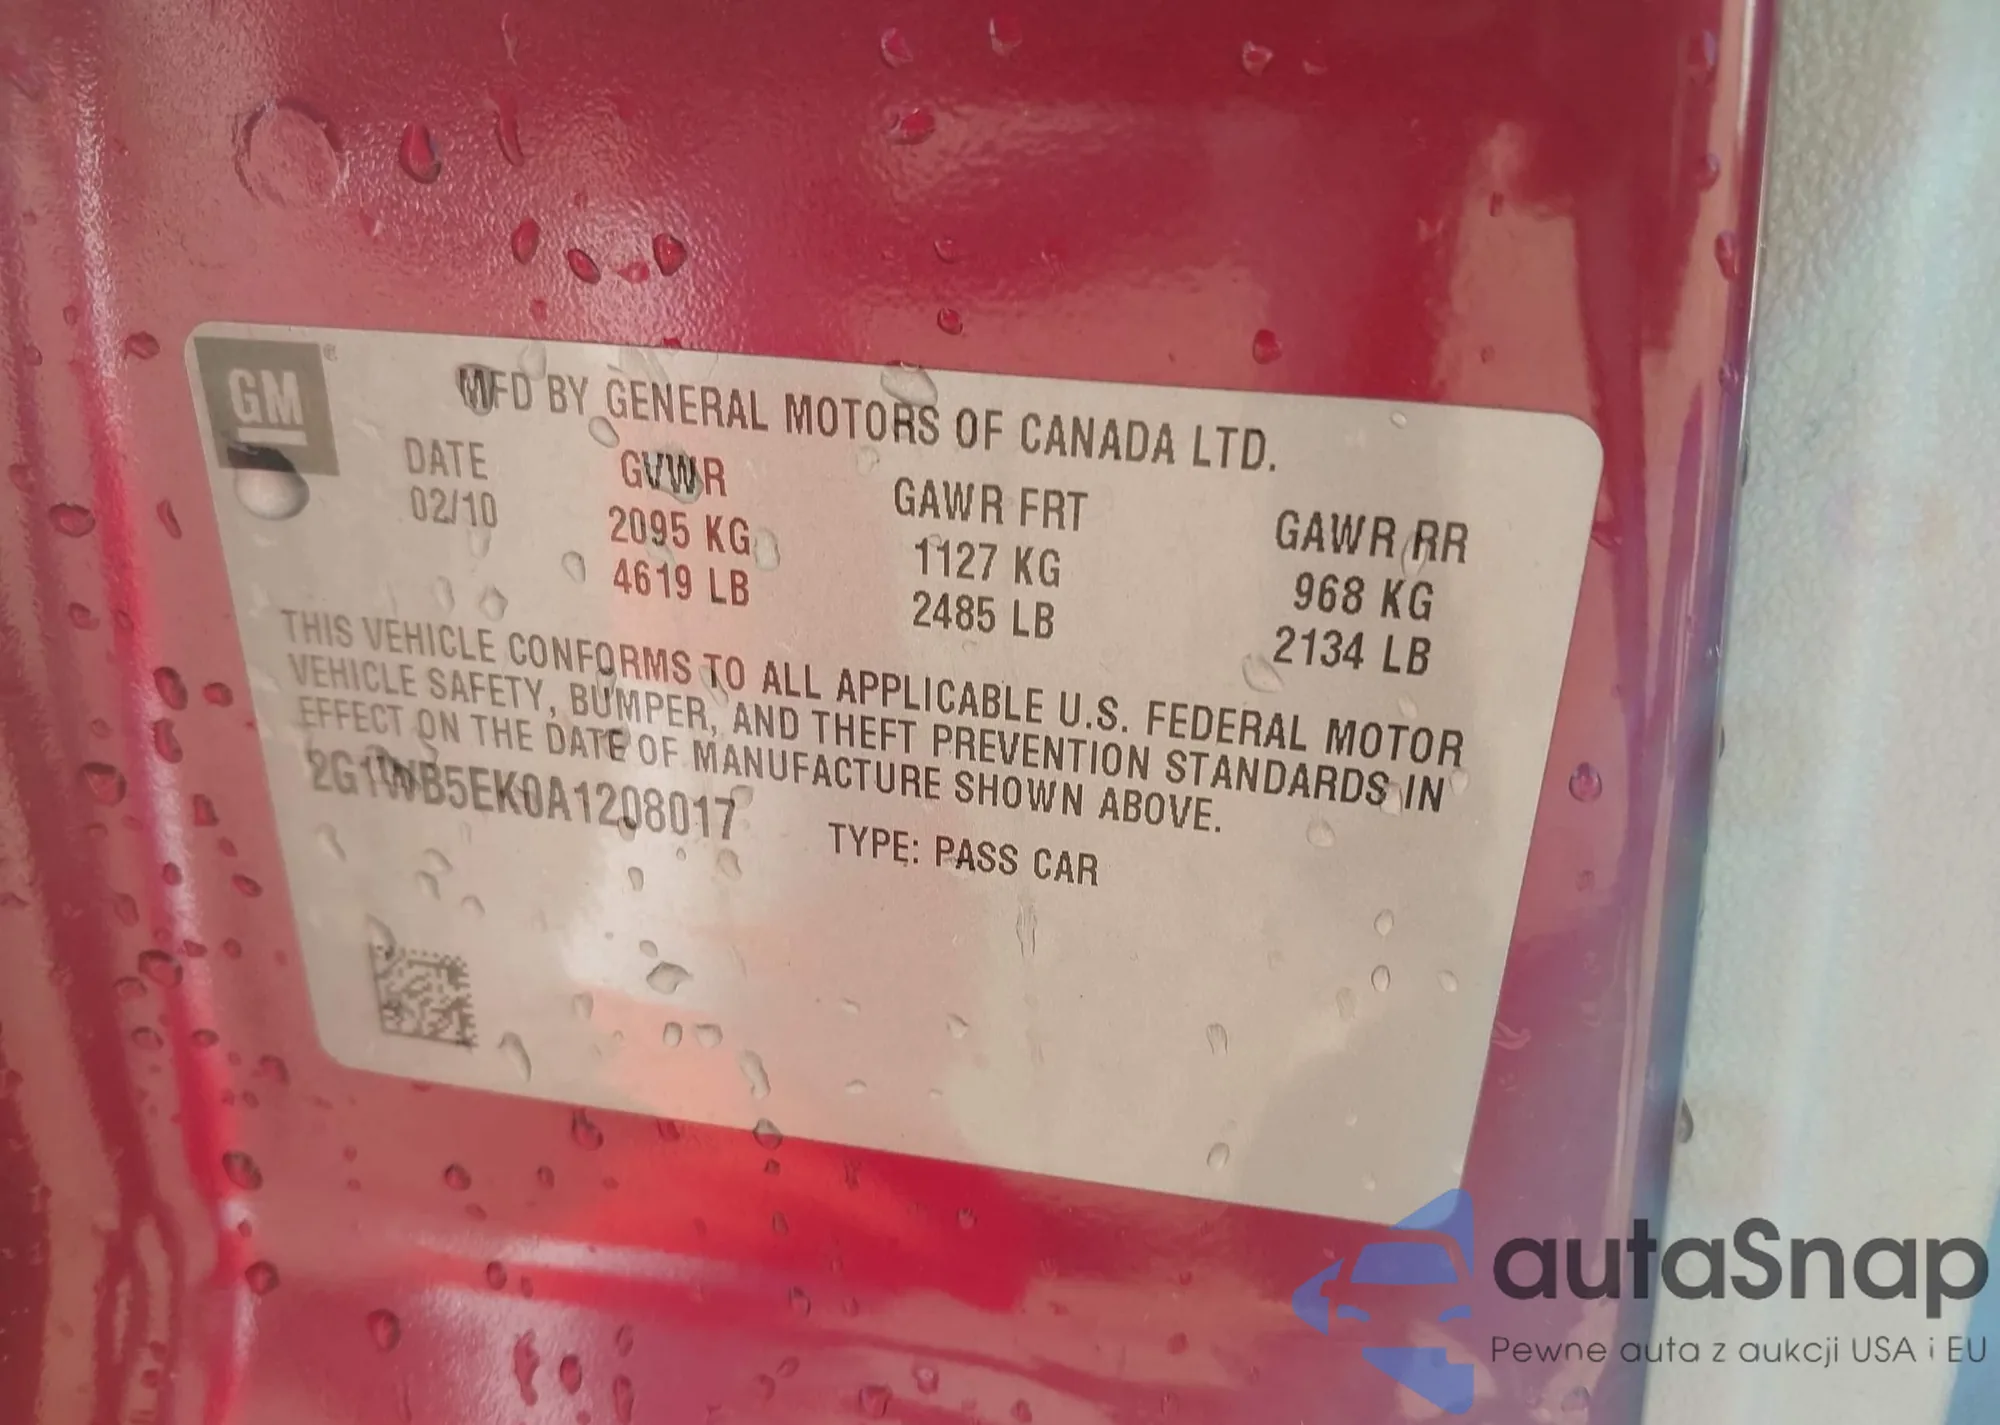 GM ®
MFD BY GENERAL MOTORS OF CANADA LTD.
DATE GVWR GAWR FRT GAWR RR
02/10 2095 KG 1127 KG 968 KG
4619 LB 2485 LB 2134 LB
THIS VEHICLE CONFORMS TO ALL APPLICABLE U.S. FEDERAL MOTOR
VEHICLE SAFETY, BUMPER, AND THEFT PREVENTION STANDARDS IN
EFFECT ON THE DATE OF MANUFACTURE SHOWN ABOVE.
2G1WB5EK0A1208017 TYPE: PASS CAR
autaSnap
Pewne auta z aukcji USA i EU